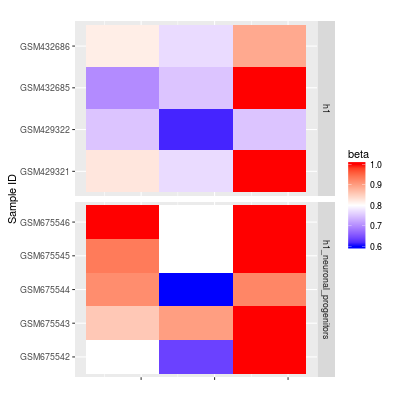 GSM432686
GSM432685
GSM429322
GSM429321
h1
GSM675546
GSM675545
GSM675544
GSM675543
GSM675542
h1_neuronal_progenitors
Sample ID
beta
1.0
0.9
0.8
0.7
0.6